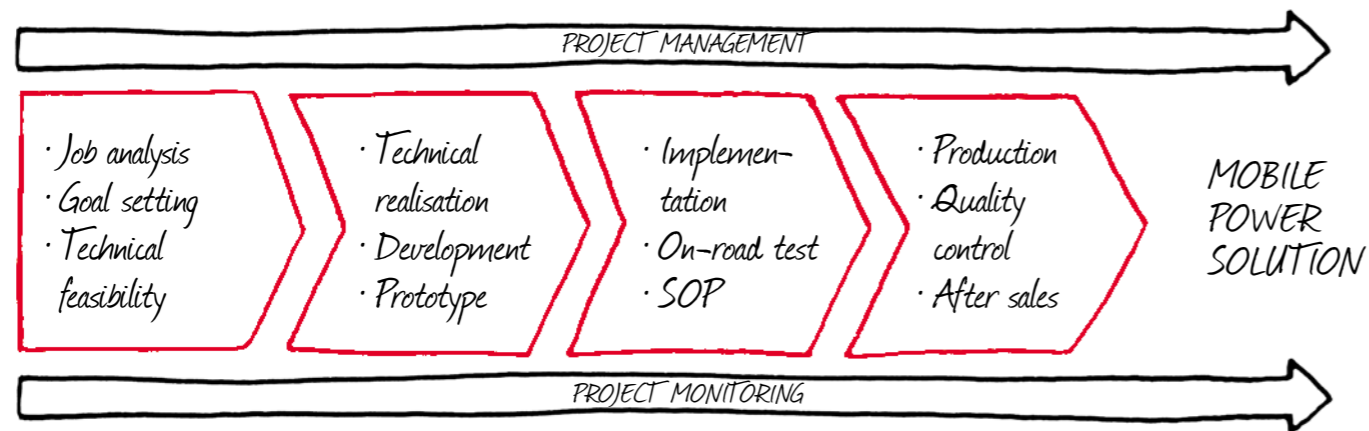 PROJECT MANAGEMENT
· Job analysis
· Goal setting
· Technical
feasibility
· Technical
realisation
· Development
· Prototype
· Implemen-
tation
· On-road test
· SOP
· Production
· Quality
control
· After sales
MOBILE
POWER
SOLUTION
PROJECT MONITORING